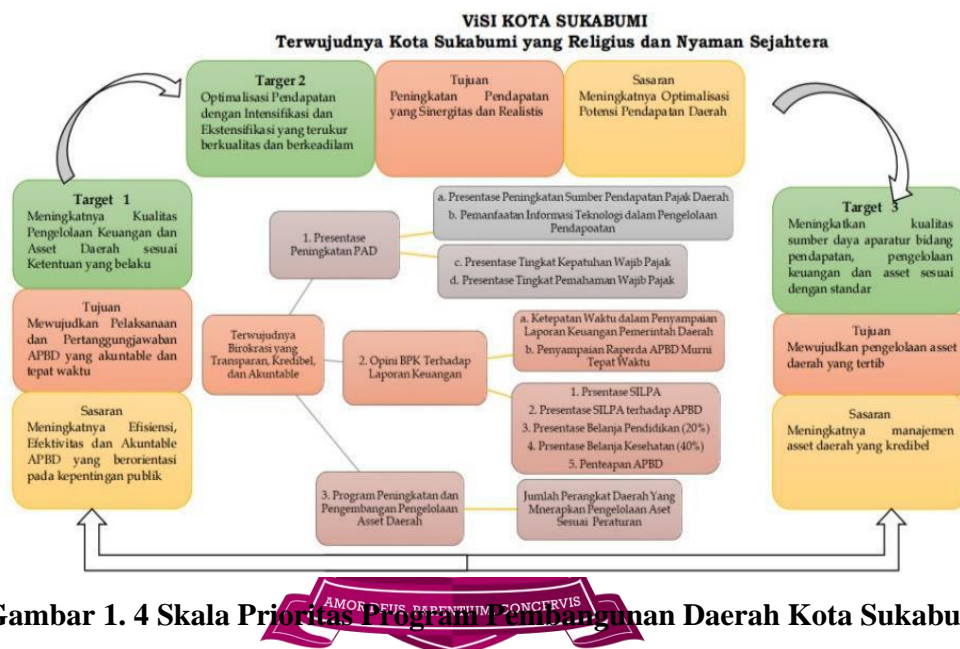 ViSI KOTA SUKABUMI
Terwujudnya Kota Sukabumi yang Religius dan Nyaman Sejahtera
Targer 2
Optimalisasi Pendapatan
dengan Intensifikasi dan
Ekstensifikasi yang terukur
berkualitas dan berkeadilam
Tujuan
Peningkatan Pendapatan
yang Sinergitas dan Realistis
Sasaran
Meningkatnya Optimalisasi
Potensi Pendapatan Daerah
Target 1
Meningkatnya Kualitas
Pengelolaan Keuangan dan
Asset Daerah sesuai
Ketentuan yang belaku
Tujuan
Mewujudkan Pelaksanaan
dan Pertanggungjawaban
APBD yang akuntable dan
tepat waktu
Sasaran
Meningkatnya Efisiensi,
Efektivitas dan Akuntable
APBD yang berorientasi
pada kepentingan publik
Terwujudnya
Birokrasi yang
Transparan, Kredibel,
dan Akuntable
1. Presentase
Peningkatan PAD
a. Presentase Peningkatan Sumber Pendapatan Pajak Daerah
b. Pemanfaatan Informasi Teknologi dalam Pengelolaan
Pendapoatan
c. Presentase Tingkat Kepatuhan Wajib Pajak
d. Presentase Tingkat Pemahaman Wajib Pajak
2. Opini BPK Terhadap
Laporan Keuangan
a. Ketepatan Waktu dalam Penyampaian
Laporan Keuangan Pemerintah Daerah
b. Penyampaian Raperda APBD Murni
Tepat Waktu
1. Prsentase SILPA
2. Presentase SILPA terhadap APBD
3. Presentase Belanja Pendidikan (20%)
4. Prsentase Belanja Kesehatan (40%)
5. Penteapan APBD
3. Program Peningkatan dan
Pengembangan Pengelolaan
Asset Daerah
Jumlah Perangkat Daerah Yang
Mnerapkan Pengelolaan Aset
Sesuai Peraturan
Target 3
Meningkatkan kualitas
sumber daya aparatur bidang
pendapatan, pengelolaan
keuangan dan asset sesuai
dengan standar
Tujuan
Mewujudkan pengelolaan asset
daerah yang tertib
Sasaran
Meningkatnya manajemen
asset daerah yang kredibel
Gambar 1. 4 Skala Prioritas Program Pembangunan Daerah Kota Sukabu
PARENTIUM CONCERVIS